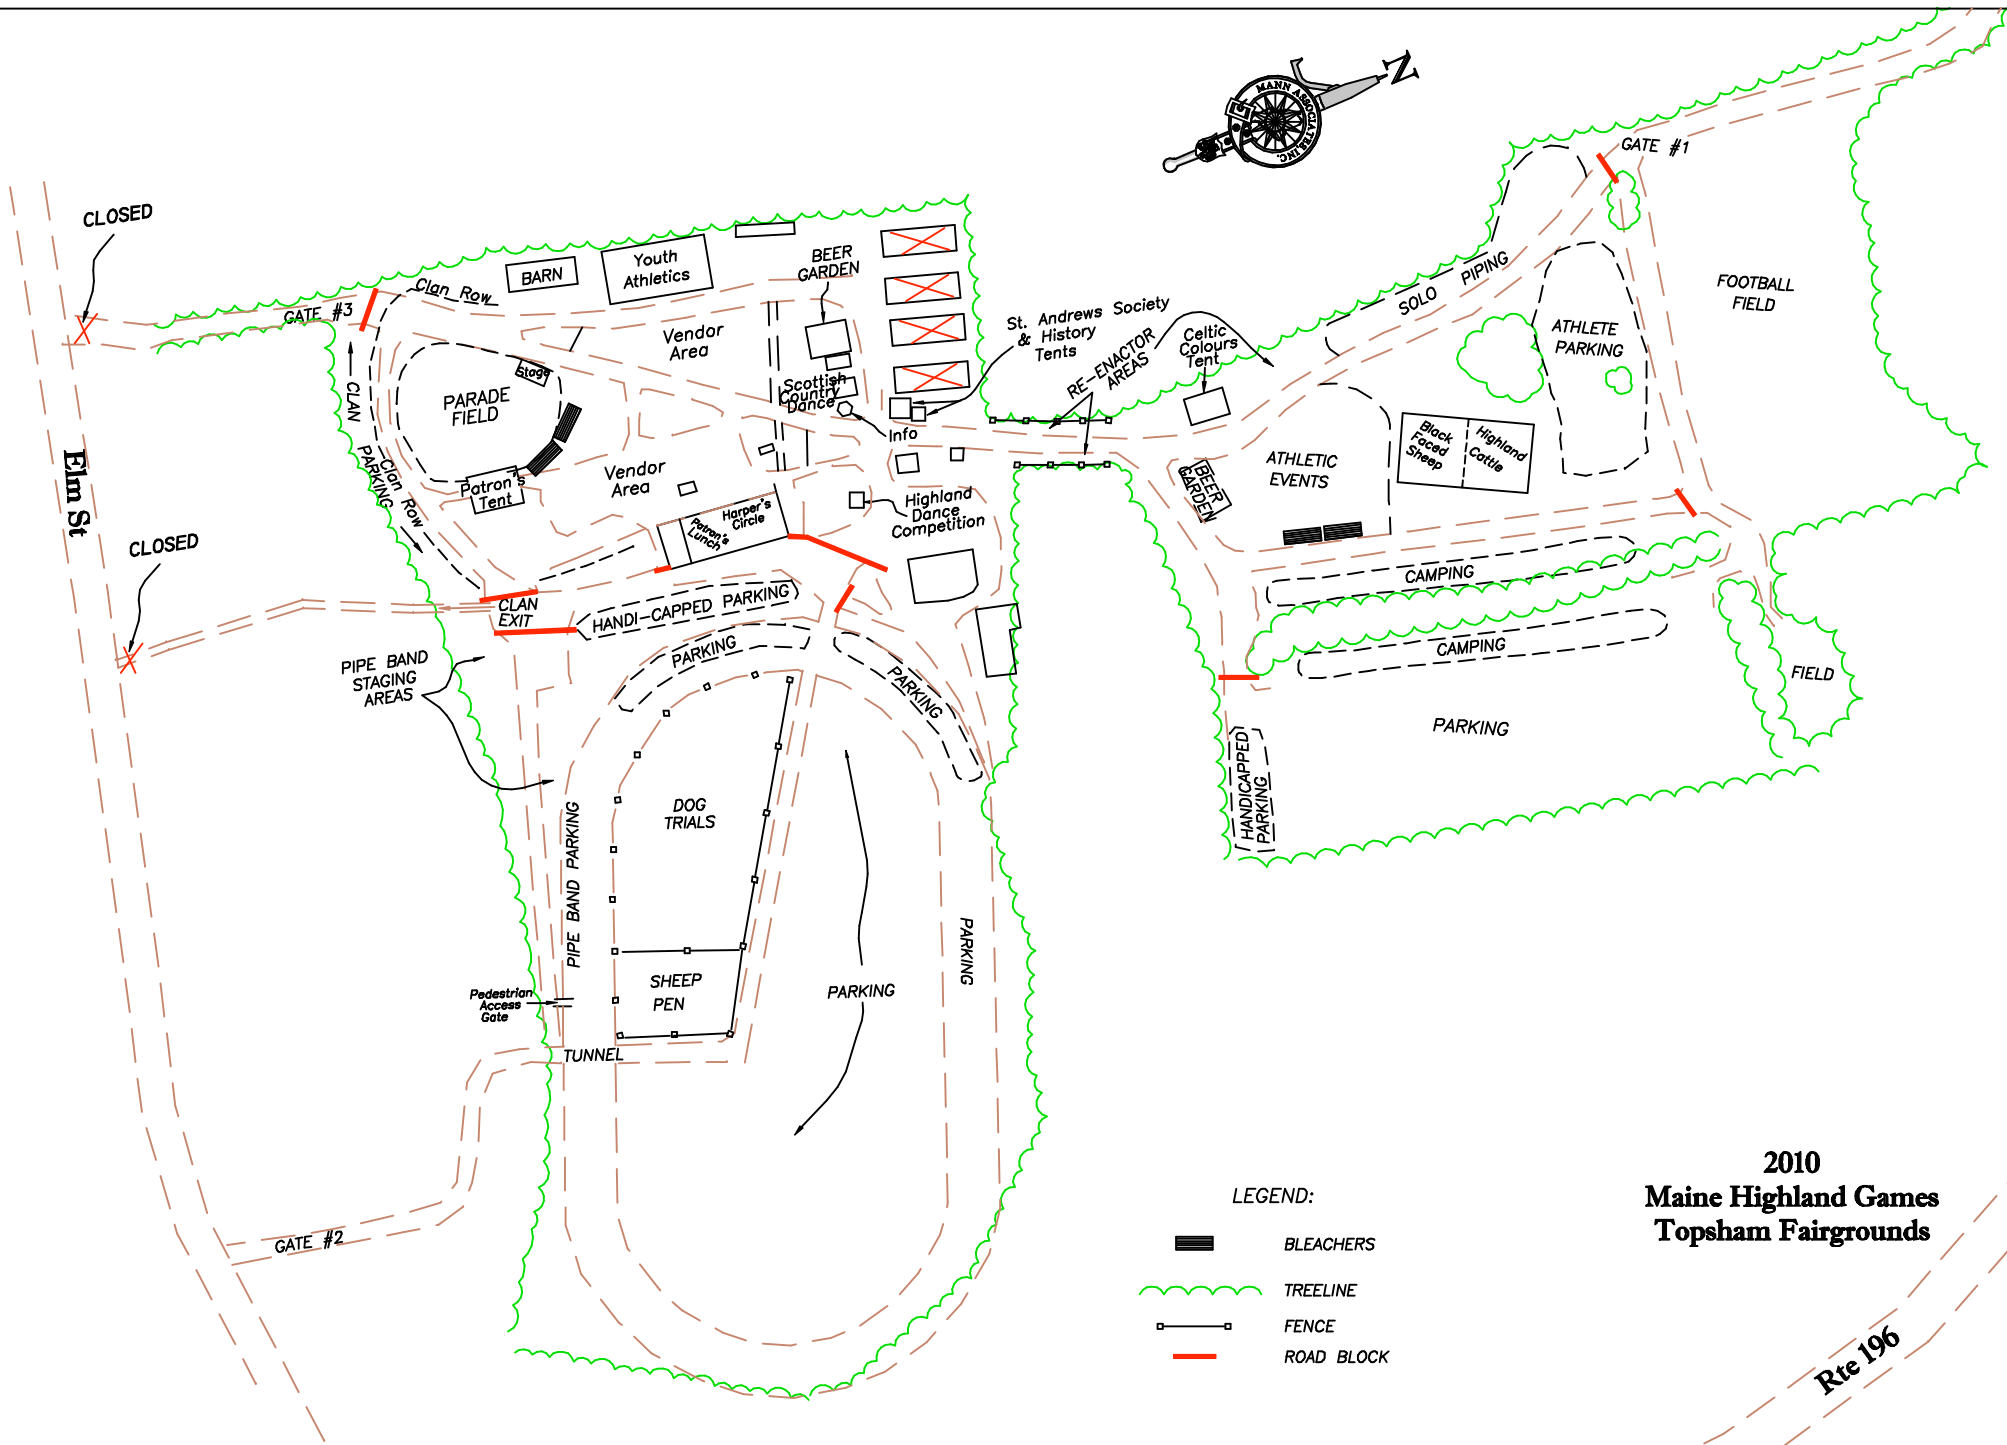 N
MANN ASSOCIATES, INC.
GATE #1
CLOSED
Elm St
CLOSED
GATE #3
Clan Row
BARN
Youth
Athletics
BEER
GARDEN
Vendor
Area
CLAN
PARKING
Clan Row
PARADE
FIELD
Stage
Patron's
Tent
Vendor
Area
Scottish
Country
Dance
Info
St. Andrews Society
& History
Tents
RE-ENACTOR
AREAS
Celtic
Colours
Tent
SOLO PIPING
FOOTBALL
FIELD
ATHLETE
PARKING
Black
Faced
Sheep
Highland
Cattle
ATHLETIC
EVENTS
BEER
GARDEN
Highland
Dance
Competition
Patron's
Lunch
Harper's
Circle
CLAN
EXIT
HANDI-CAPPED PARKING
PARKING
PARKING
CAMPING
CAMPING
FIELD
PARKING
HANDICAPPED
PARKING
PIPE BAND
STAGING
AREAS
DOG
TRIALS
PIPE BAND PARKING
PARKING
PARKING
SHEEP
PEN
Pedestrian
Access
Gate
TUNNEL
GATE #2
LEGEND:
BLEACHERS
TREELINE
FENCE
ROAD BLOCK
2010
Maine Highland Games
Topsham Fairgrounds
Rte 196